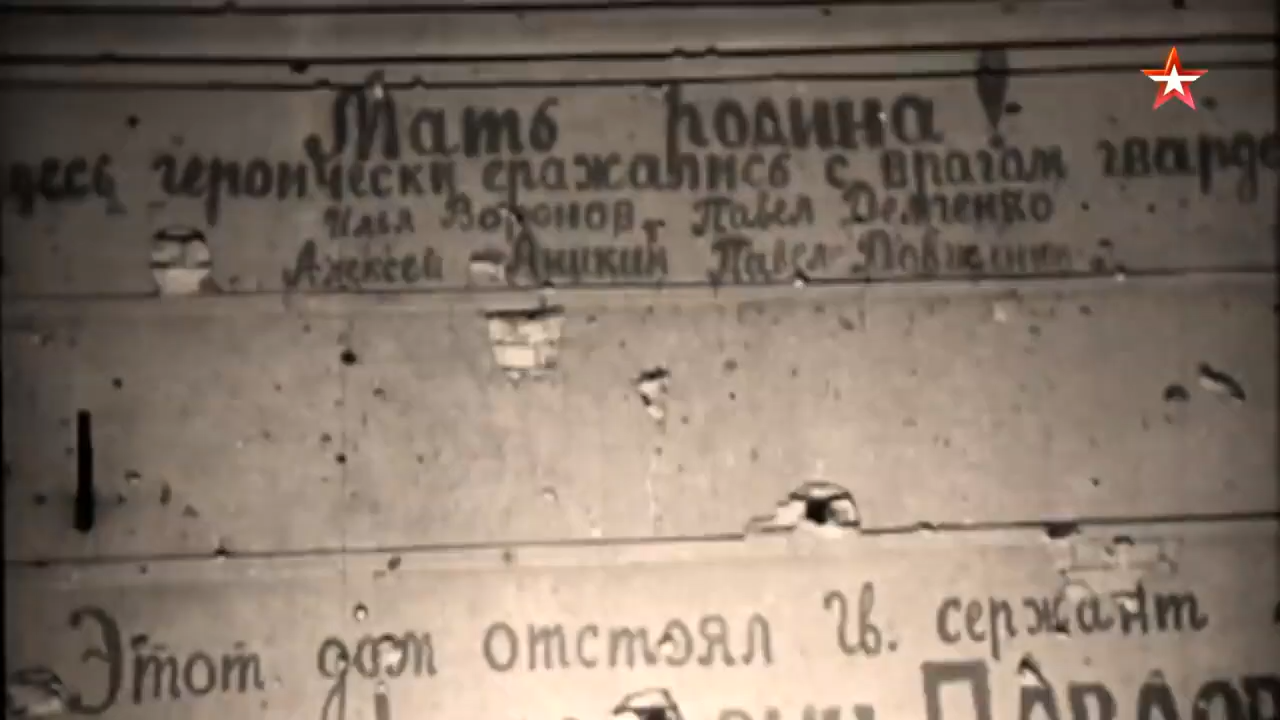 Мать Родина!
десь героически сражались с врагом гварде
Илья Воронов, Павел Демченко
Алексей Аникин Павел Довженко
Этот дом отстоял гв. сержант